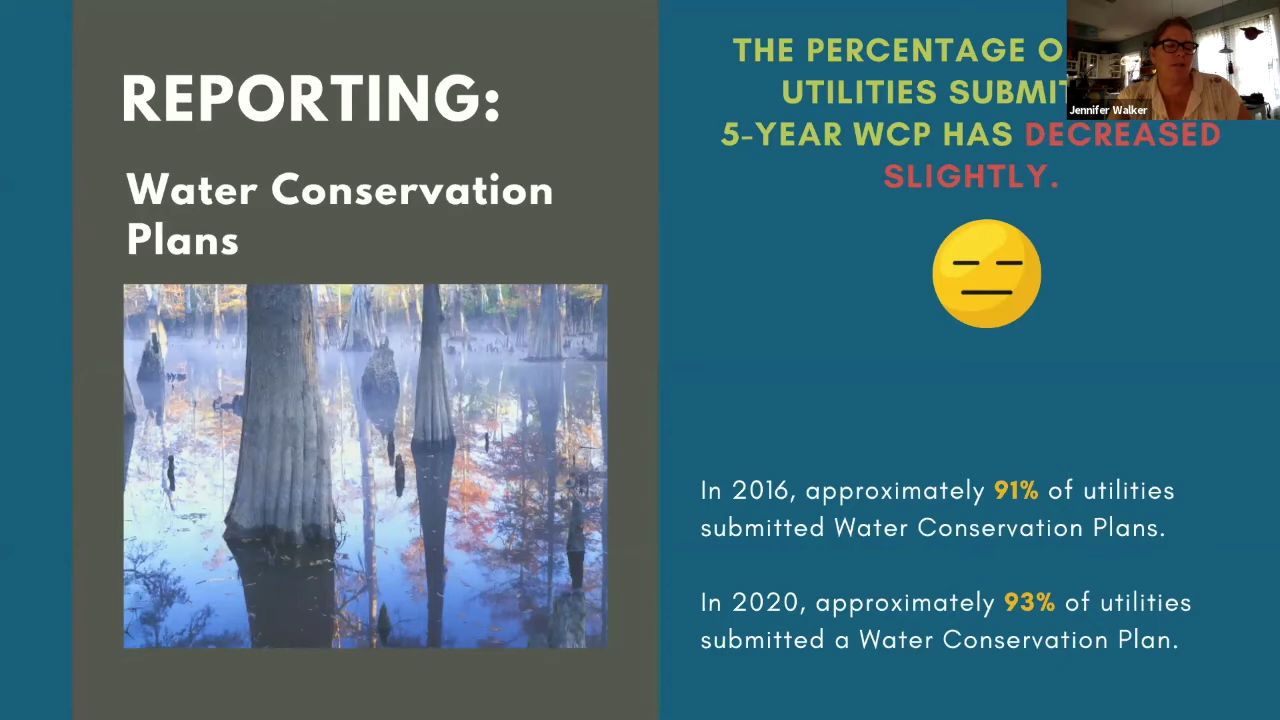 REPORTING:
Water Conservation
Plans
THE PERCENTAGE
UTILITIES
5-YEAR WCP HAS DECREASED
SLIGHTLY.
In 2016, approximately 91% of utilities
submitted Water Conservation Plans.
In 2020, approximately 93% of utilities
submitted a Water Conservation Plan.
Jennifer Walker